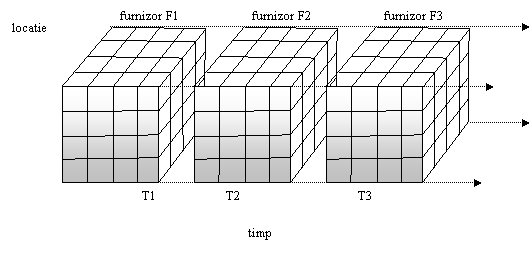 furnizor F1 furnizor F2 furnizor F3
locatie
T1 T2 T3
timp